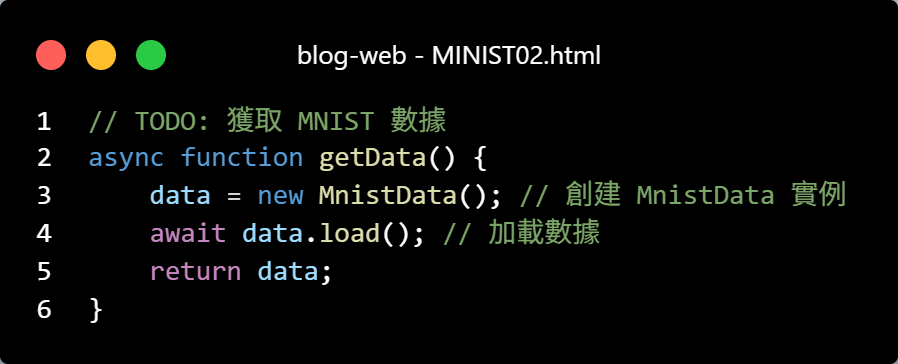 blog-web - MINIST02.html
1 // TODO: 獲取 MNIST 數據
2 async function getData() {
3     data = new MnistData(); // 創建 MnistData 實例
4     await data.load(); // 加載數據
5     return data;
6 }